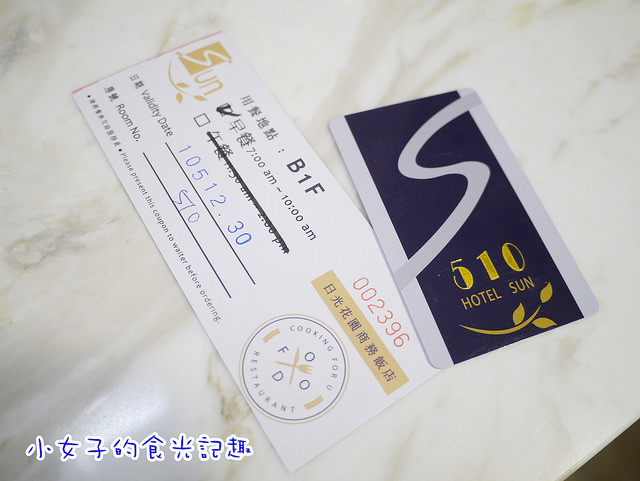 Sun
用餐地點 : B1F
早餐 7:00 am ~ 10:00 am
日期 Validity Date 10512.30
房號 Room No. 510
Please present this coupon to waiter before ordering.
002396
日光花園商務飯店
COOKING FOR U
FOOD
RESTAURANT
510
HOTEL SUN
小女子的食光記趣